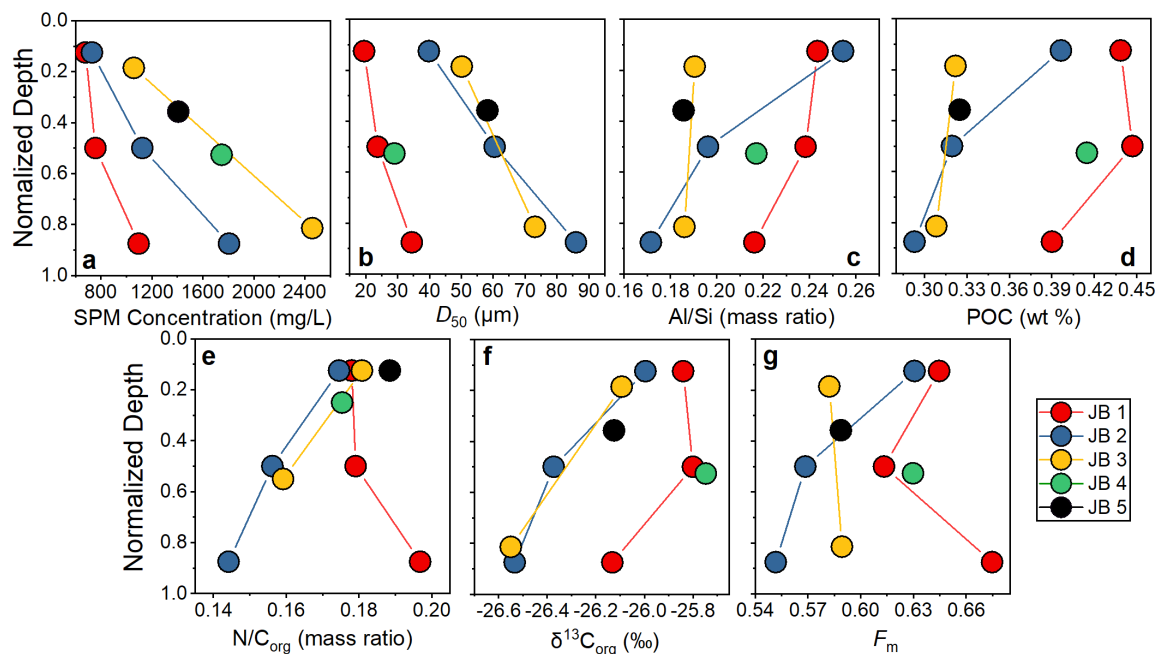 0.0
0.2
0.4
0.6
0.8
1.0
Nomalized Depth
a
800 1200 1600 2000 2400
SPM Concentration (mg/L)
b
20 30 40 50 60 70 80 90
D50 (μm)
c
0.16 0.18 0.20 0.22 0.24 0.26
Al/Si (mass ratio)
d
0.30 0.33 0.36 0.39 0.42 0.45
POC (wt %)
0.0
0.2
0.4
0.6
0.8
1.0
Normalized Depth
e
0.14 0.16 0.18 0.20
N/Corg (mass ratio)
f
-26.6 -26.4 -26.2 -26.0 -25.8
δ13Corg (‰)
g
0.54 0.57 0.60 0.63 0.66
Fm
JB 1
JB 2
JB 3
JB 4
JB 5